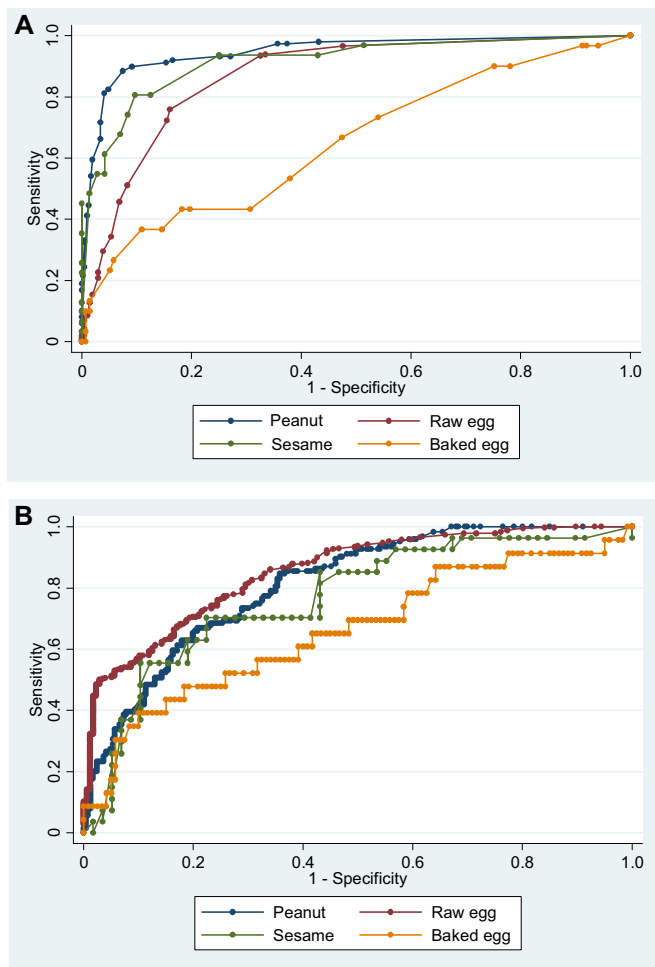 A
Sensitivity
1.0
0.8
0.6
0.4
0.2
0
0 0.2 0.4 0.6 0.8 1.0
1 - Specificity
Peanut Raw egg
Sesame Baked egg
B
Sensitivity
1.0
0.8
0.6
0.4
0.2
0
0 0.2 0.4 0.6 0.8 1.0
1 - Specificity
Peanut Raw egg
Sesame Baked egg